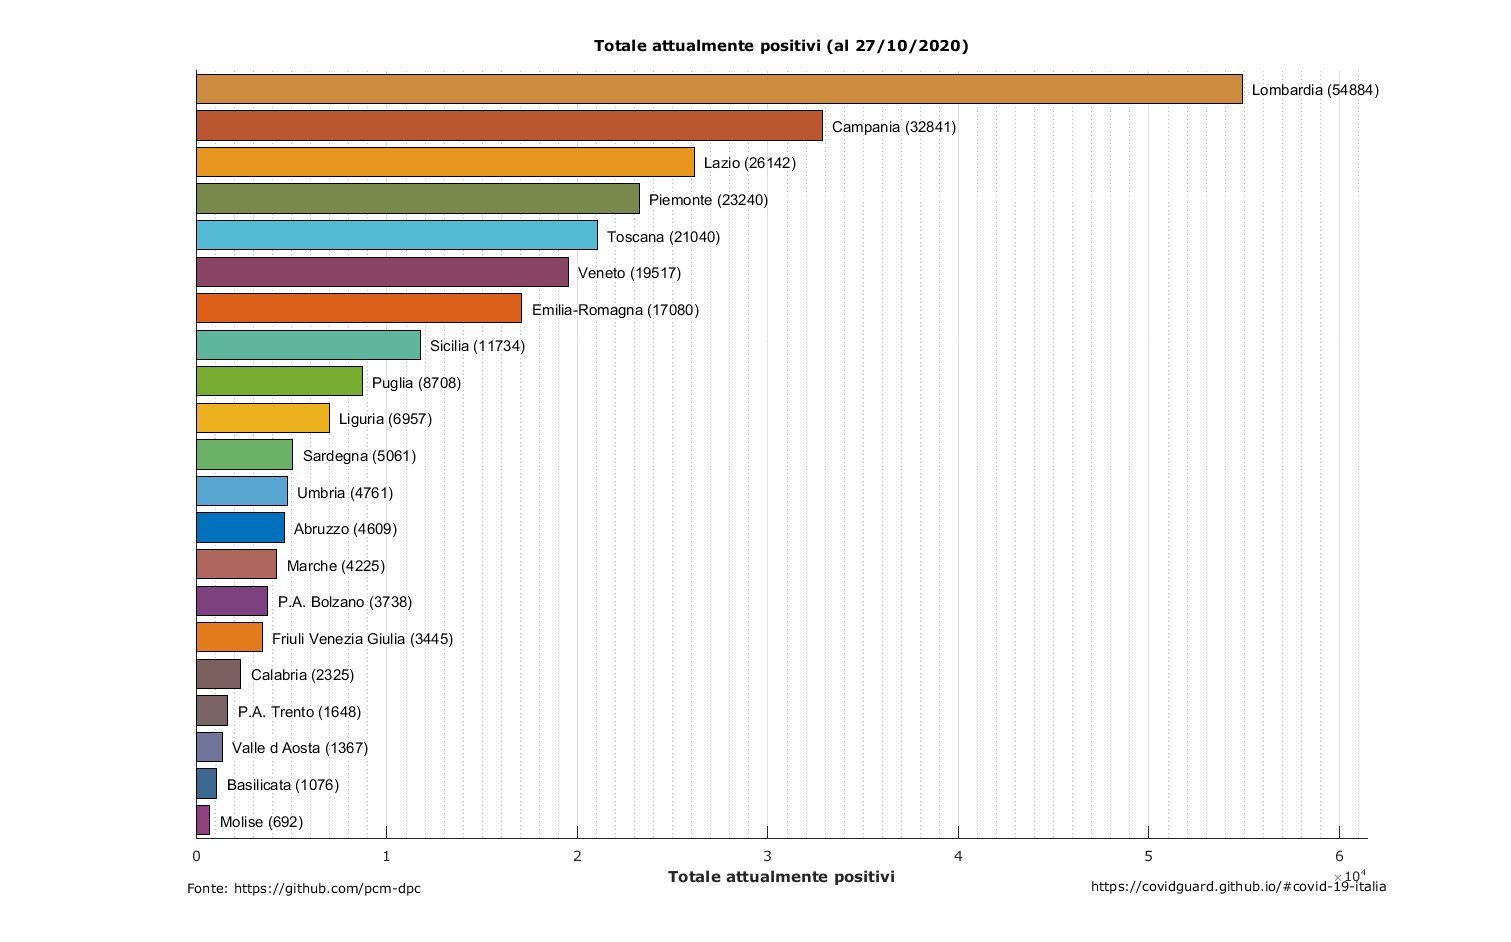 Totale attualmente positivi (al 27/10/2020)
Lombardia (54884)
Campania (32841)
Lazio (26142)
Piemonte (23240)
Toscana (21040)
Veneto (19517)
Emilia-Romagna (17080)
Sicilia (11734)
Puglia (8708)
Liguria (6957)
Sardegna (5061)
Umbria (4761)
Abruzzo (4609)
Marche (4225)
P.A. Bolzano (3738)
Friuli Venezia Giulia (3445)
Calabria (2325)
P.A. Trento (1648)
Valle d Aosta (1367)
Basilicata (1076)
Molise (692)
0 1 2 3 4 5 6
×10⁴
Totale attualmente positivi
Fonte: https://github.com/pcm-dpc
https://covidguard.github.io/#covid-19-italia